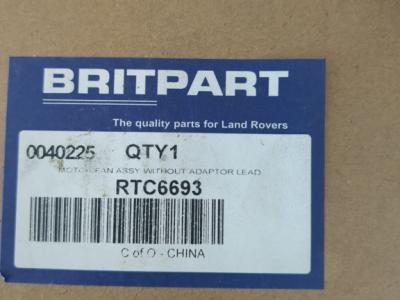 BRITPART
The quality parts for Land Rovers
0040225 QTY1
MOTOR-FAN ASSY WITHOUT ADAPTOR LEAD
RTC6693
C of O - CHINA